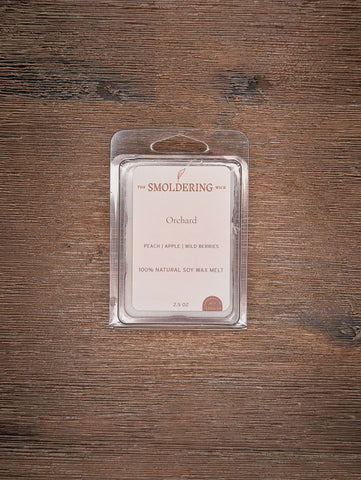 THE SMOLDERING WICK
Orchard
PEACH | APPLE | WILD BERRIES
100% NATURAL SOY WAX MELT
2.5 OZ